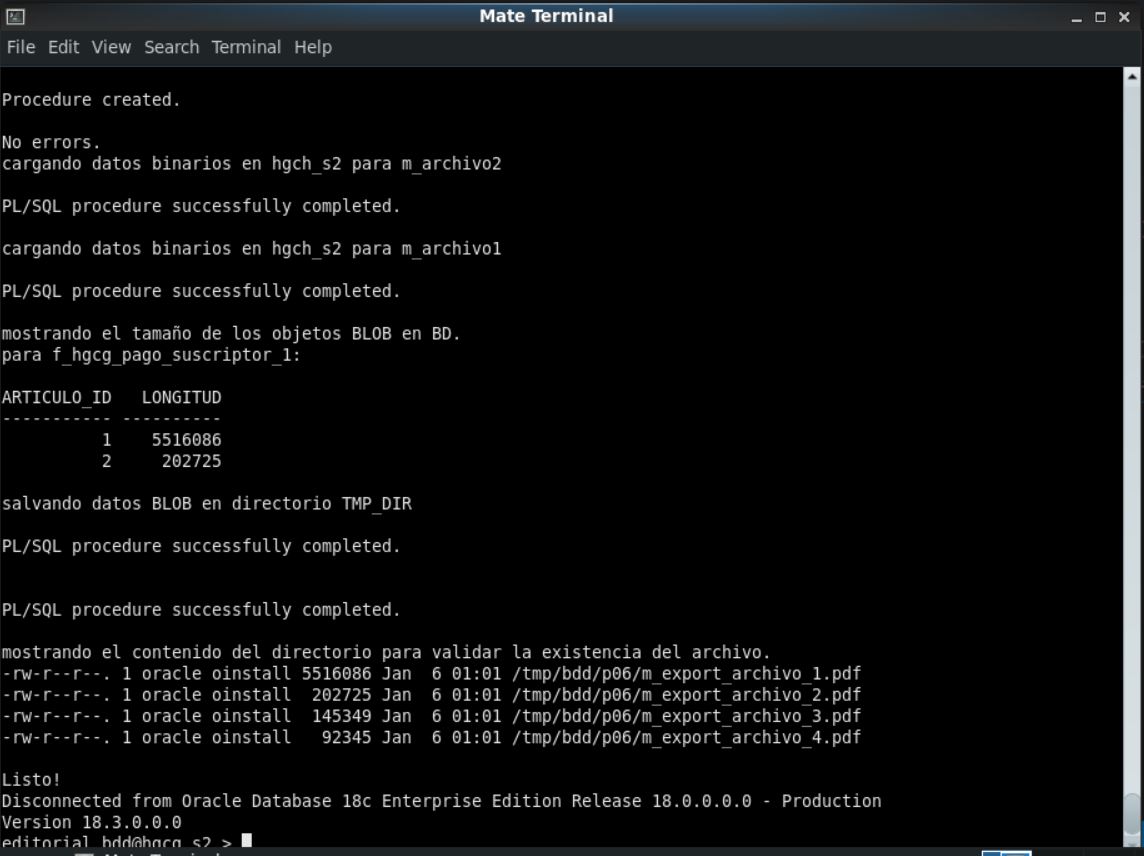 Mate Terminal
File Edit View Search Terminal Help
Procedure created.
No errors.
cargando datos binarios en hgch_s2 para m_archivo2
PL/SQL procedure successfully completed.
cargando datos binarios en hgch_s2 para m_archivo1
PL/SQL procedure successfully completed.
mostrando el tamaño de los objetos BLOB en BD.
para f_hgcg_pago_suscriptor_1:
ARTICULO_ID   LONGITUD
----------- ----------
          1    5516086
          2     202725
salvando datos BLOB en directorio TMP_DIR
PL/SQL procedure successfully completed.
PL/SQL procedure successfully completed.
mostrando el contenido del directorio para validar la existencia del archivo.
-rw-r--r--. 1 oracle oinstall 5516086 Jan  6 01:01 /tmp/bdd/p06/m_export_archivo_1.pdf
-rw-r--r--. 1 oracle oinstall  202725 Jan  6 01:01 /tmp/bdd/p06/m_export_archivo_2.pdf
-rw-r--r--. 1 oracle oinstall  145349 Jan  6 01:01 /tmp/bdd/p06/m_export_archivo_3.pdf
-rw-r--r--. 1 oracle oinstall   92345 Jan  6 01:01 /tmp/bdd/p06/m_export_archivo_4.pdf
Listo!
Disconnected from Oracle Database 18c Enterprise Edition Release 18.0.0.0.0 - Production
Version 18.3.0.0.0
editorial_bdd@hgcg_s2 >
Mate Terminal